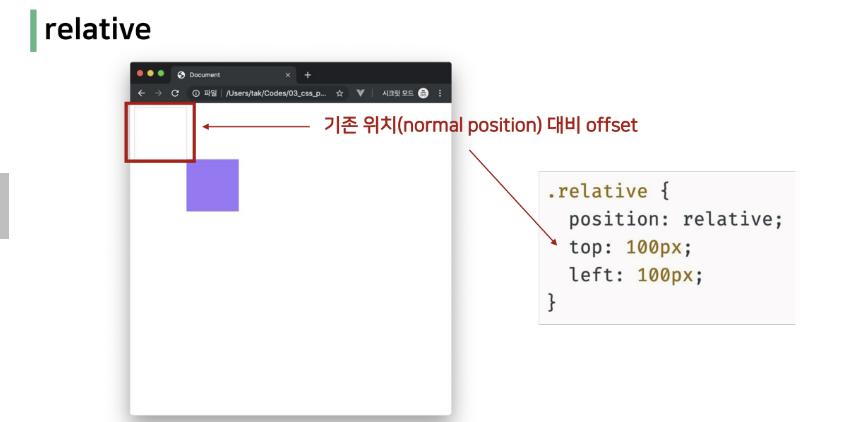 relative
Document
파일 /Users/tak/Codes/03_css_p... 시크릿 모드
기존 위치(normal position) 대비 offset
.relative {
position: relative;
top: 100px;
left: 100px;
}